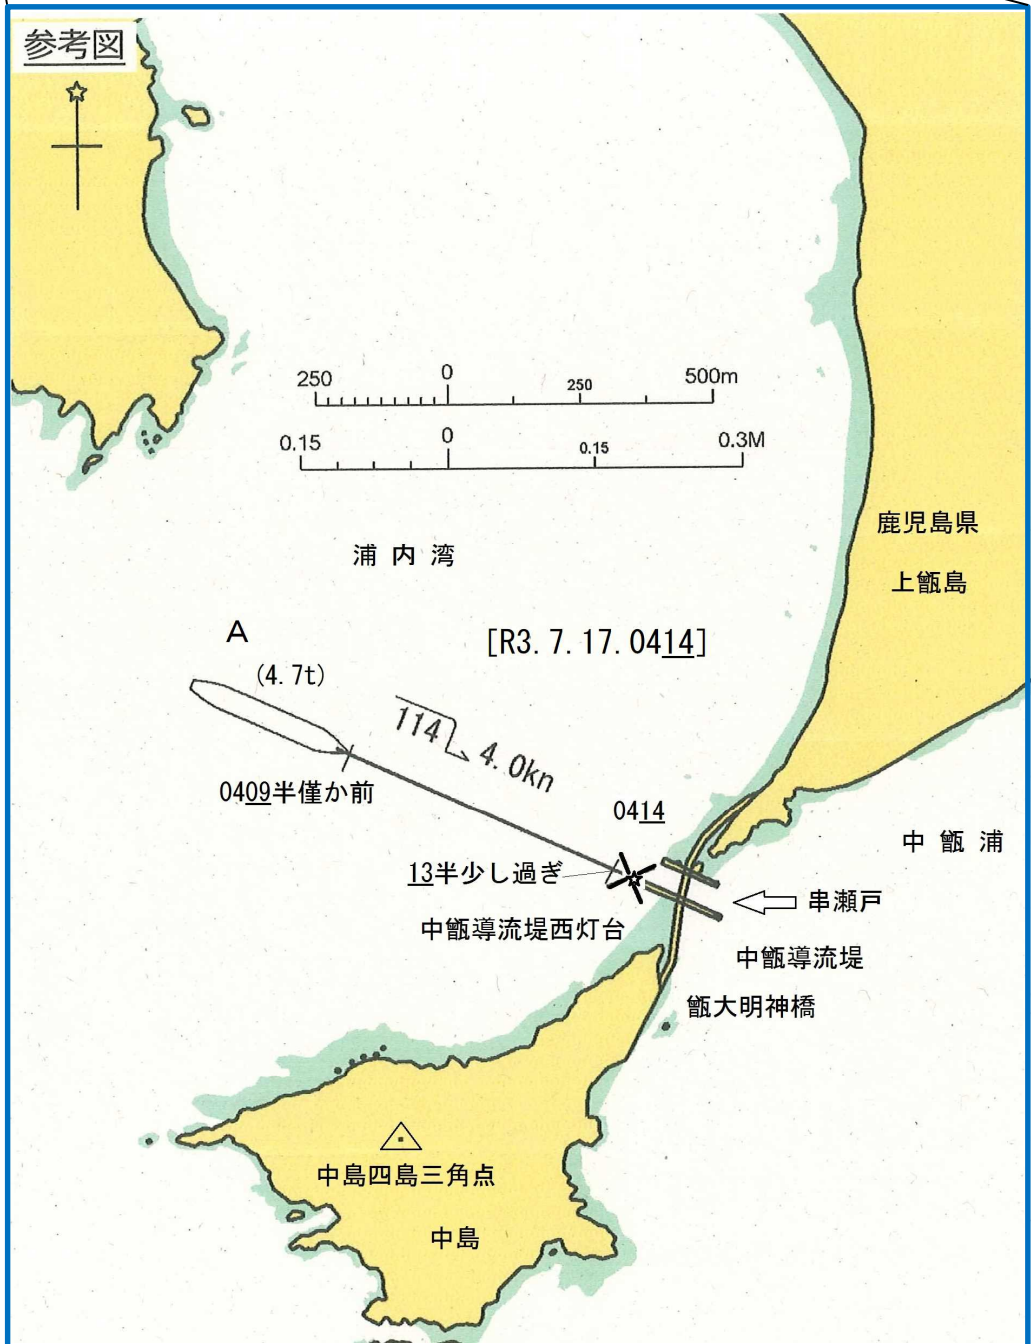 参考図
250 0 250 500m
0.15 0 0.15 0.3M
鹿児島県
上甑島
浦内湾
A
(4.7t)
[R3.7.17.0414]
114 4.0kn
0409半僅か前
0414
中甑浦
13半少し過ぎ
串瀬戸
中甑導流堤西灯台
中甑導流堤
甑大明神橋
中島四島三角点
中島